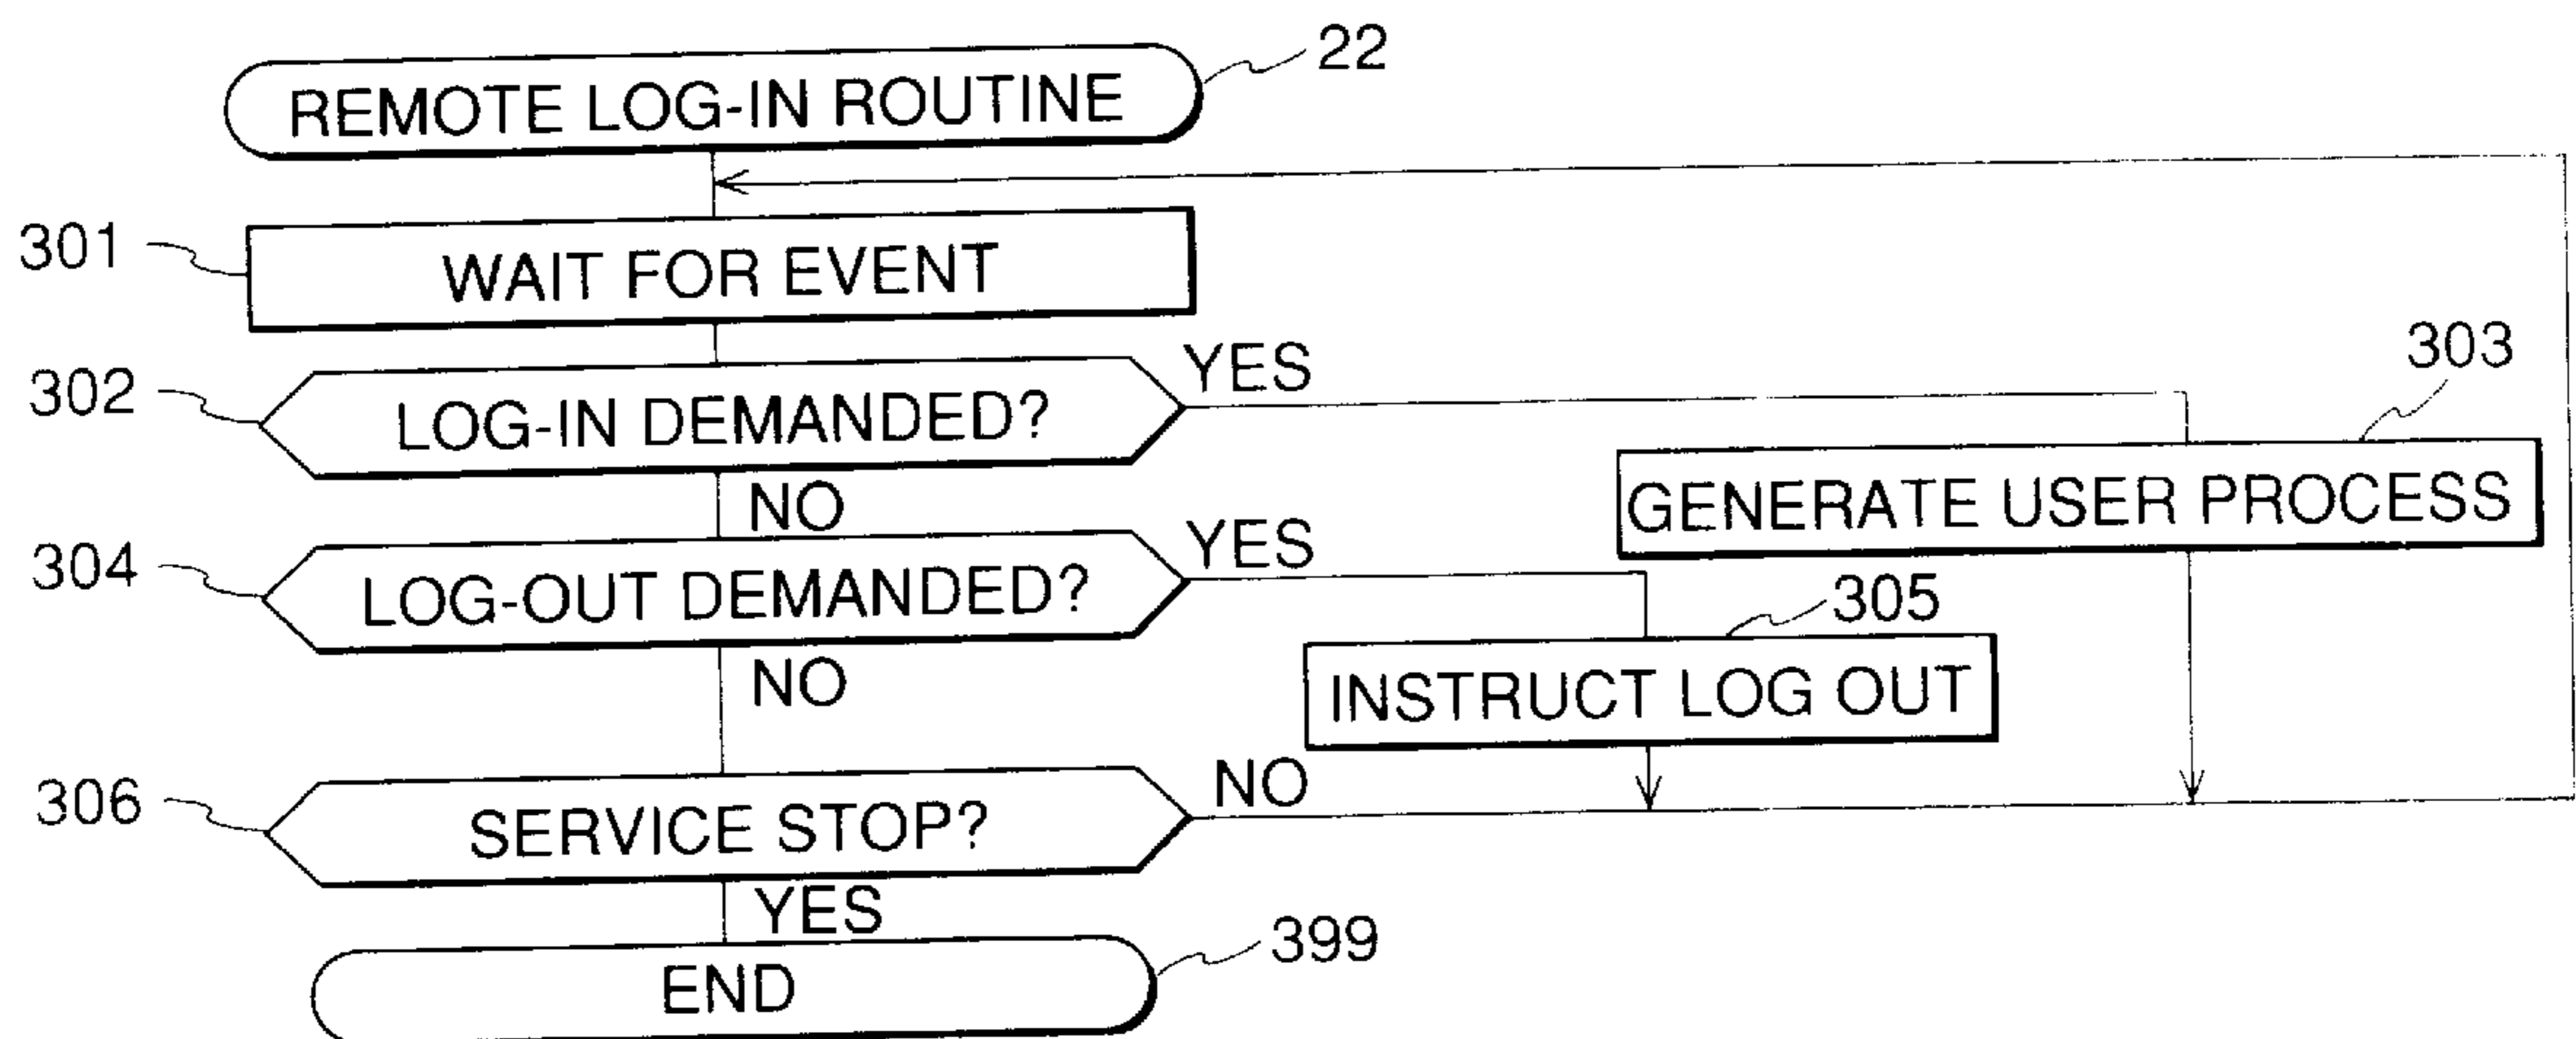 22
REMOTE LOG-IN ROUTINE
301
WAIT FOR EVENT
302
LOG-IN DEMANDED?
YES
303
GENERATE USER PROCESS
NO
304
LOG-OUT DEMANDED?
YES
305
INSTRUCT LOG OUT
NO
306
SERVICE STOP?
NO
YES
END
399